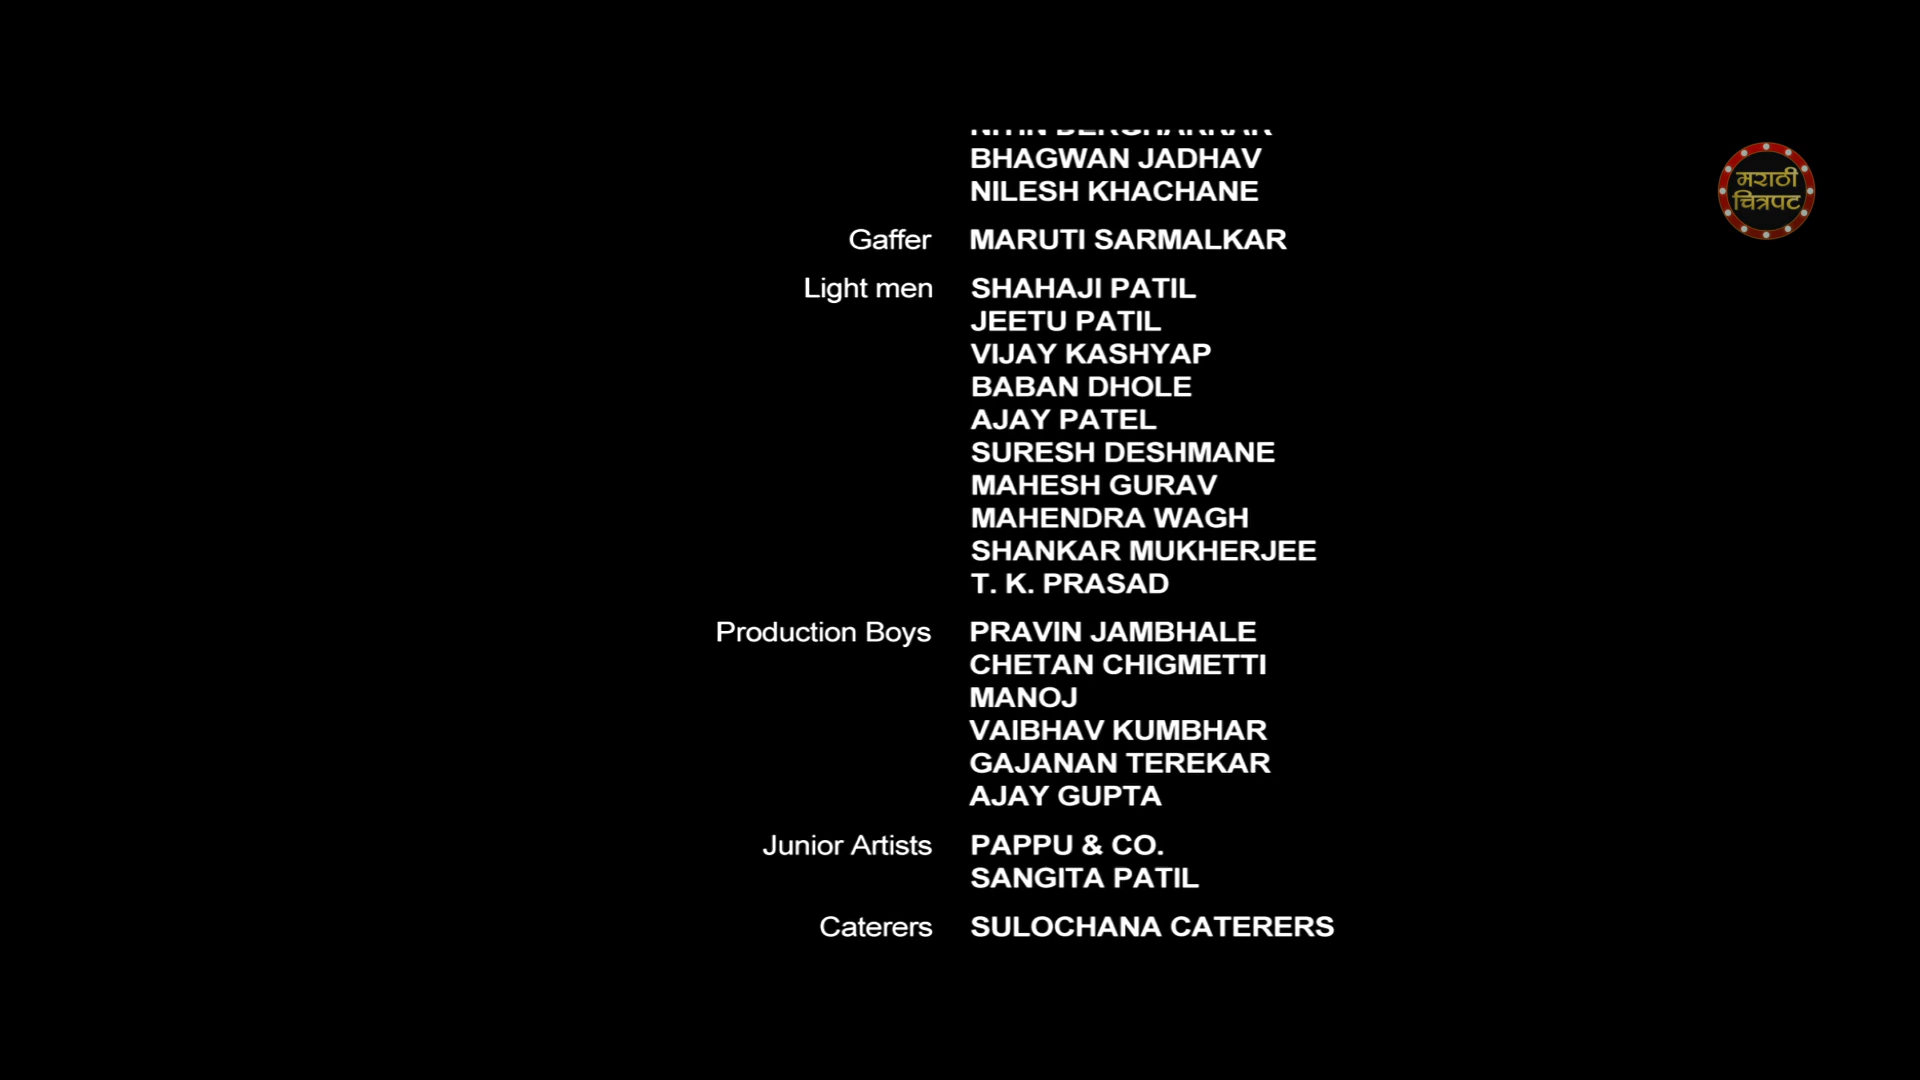 NITIN
BHAGWAN JADHAV
NILESH KHACHANE
Gaffer MARUTI SARMALKAR
Light men SHAHAJI PATIL
JEETU PATIL
VIJAY KASHYAP
BABAN DHOLE
AJAY PATEL
SURESH DESHMANE
MAHESH GURAV
MAHENDRA WAGH
SHANKAR MUKHERJEE
T. K. PRASAD
Production Boys PRAVIN JAMBHALE
CHETAN CHIGMETTI
MANOJ
VAIBHAV KUMBHAR
GAJANAN TEREKAR
AJAY GUPTA
Junior Artists PAPPU & CO.
SANGITA PATIL
Caterers SULOCHANA CATERERS
मराठी
चित्रपट